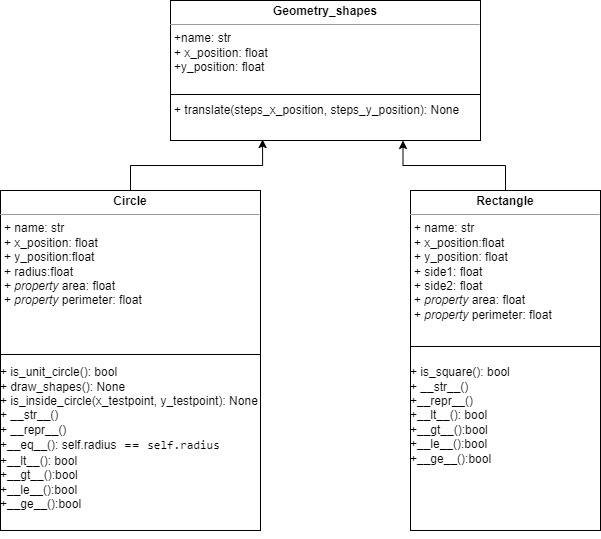 Geometry_shapes
+name: str
+ x_position: float
+y_position: float
+ translate(steps_x_position, steps_y_position): None
Circle
+ name: str
+ x_position: float
+ y_position:float
+ radius:float
+ property area: float
+ property perimeter: float
+ is_unit_circle(): bool
+ draw_shapes(): None
+ is_inside_circle(x_testpoint, y_testpoint): None
+ __str__()
+ __repr__()
+__eq__(): self.radius == self.radius
+__lt__(): bool
+__gt__():bool
+__le__():bool
+__ge__():bool
Rectangle
+ name: str
+ x_position:float
+ y_position: float
+ side1: float
+ side2: float
+ property area: float
+ property perimeter: float
+ is_square(): bool
+ __str__()
+__repr__()
+__lt__(): bool
+__gt__(): bool
+__le__(): bool
+__ge__():bool